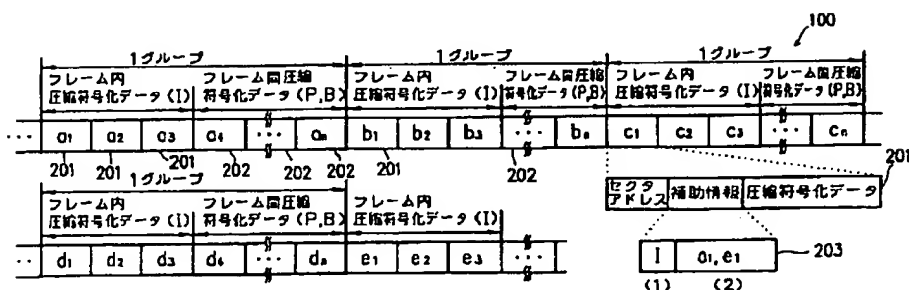 100
1グループ 1グループ 1グループ
フレーム内 フレーム間圧縮 フレーム内 フレーム間圧縮 フレーム内 フレーム間圧縮
圧縮符号化データ(I) 符号化データ(P,B) 圧縮符号化データ(I) 符号化データ(P,B) 圧縮符号化データ(I) 符号化データ(P,B)
… a1 a2 a3 a4 … an b1 b2 b3 … bn c1 c2 c3 … cn
201 201 201 202 202 202 201 202
1グループ
201
フレーム内 フレーム間圧縮 フレーム内
圧縮符号化データ(I) 符号化データ(P,B) 圧縮符号化データ(I)
セクタ
アドレス 補助情報 圧縮符号化データ
… d1 d2 d3 d4 … dn e1 e2 e3 …
I a1,e1 203
(1) (2)